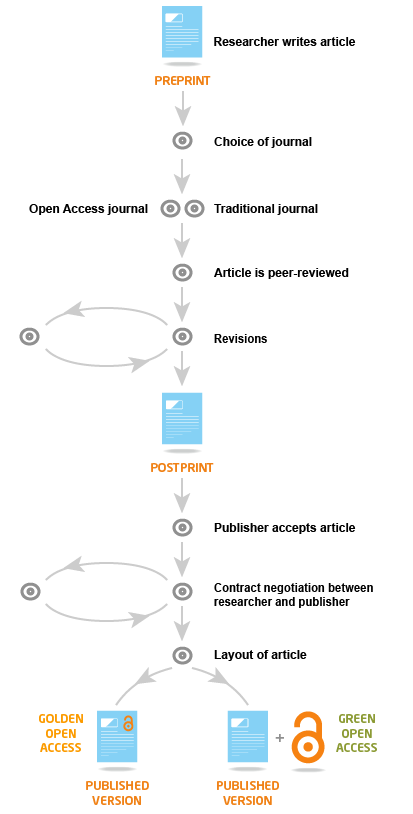 Researcher writes article
PREPRINT
Choice of journal
Open Access journal
Traditional journal
Article is peer-reviewed
Revisions
POSTPRINT
Publisher accepts article
Contract negotiation between
researcher and publisher
Layout of article
GOLDEN
OPEN
ACCESS
PUBLISHED
VERSION
PUBLISHED
VERSION
+
GREEN
OPEN
ACCESS